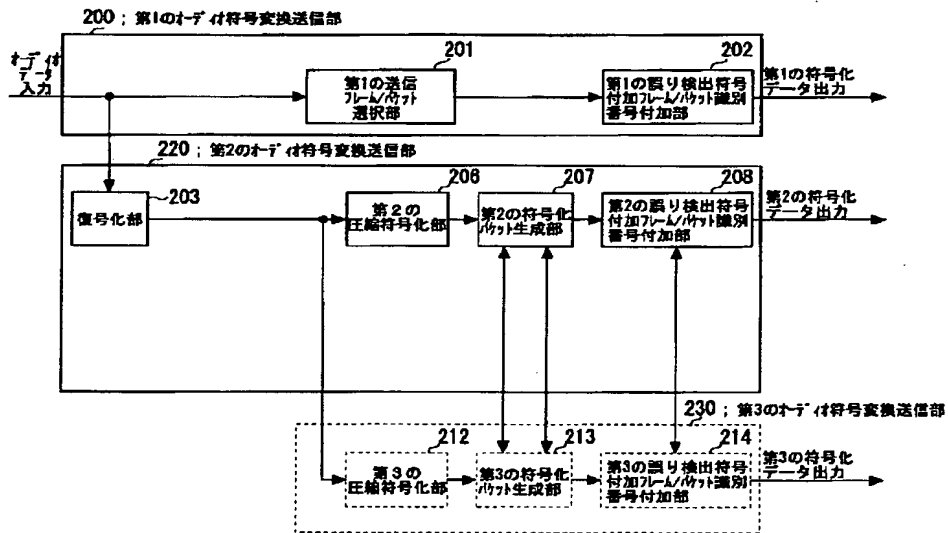 200 ; 第1のオーディオ符号変換送信部
オーディオ
データ
入力
201
第1の送信
フレーム/パケット
選択部
202
第1の誤り検出符号
付加フレーム/パケット識別
番号付加部
第1の符号化
データ出力
220 ; 第2のオーディオ符号変換送信部
203
復号化部
206
第2の
圧縮符号化部
207
第2の符号化
パケット生成部
208
第2の誤り検出符号
付加フレーム/パケット識別
番号付加部
第2の符号化
データ出力
230 ; 第3のオーディオ符号変換送信部
212
第3の
圧縮符号化部
213
第3の符号化
パケット生成部
214
第3の誤り検出符号
付加フレーム/パケット識別
番号付加部
第3の符号化
データ出力